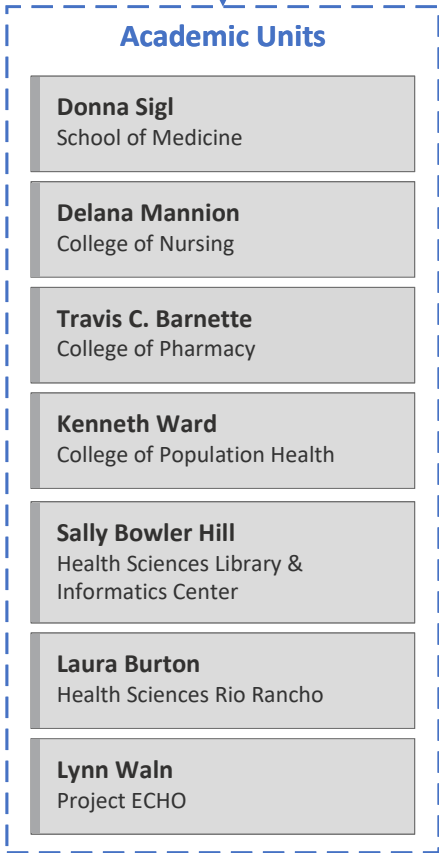 Academic Units
Donna Sigl
School of Medicine
Delana Mannion
College of Nursing
Travis C. Barnette
College of Pharmacy
Kenneth Ward
College of Population Health
Sally Bowler Hill
Health Sciences Library &
Informatics Center
Laura Burton
Health Sciences Rio Rancho
Lynn Waln
Project ECHO